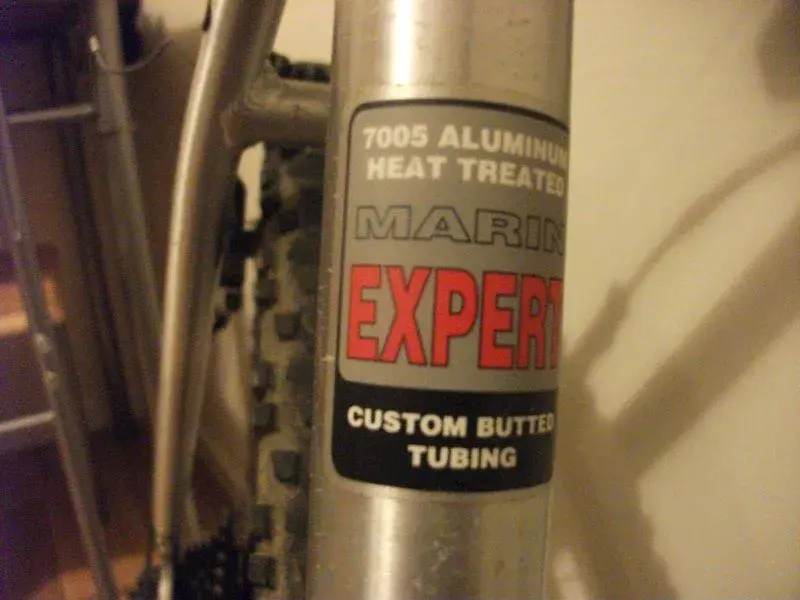 7005 ALUMINUM
HEAT TREATED
MARIN
EXPERT
CUSTOM BUTTED
TUBING